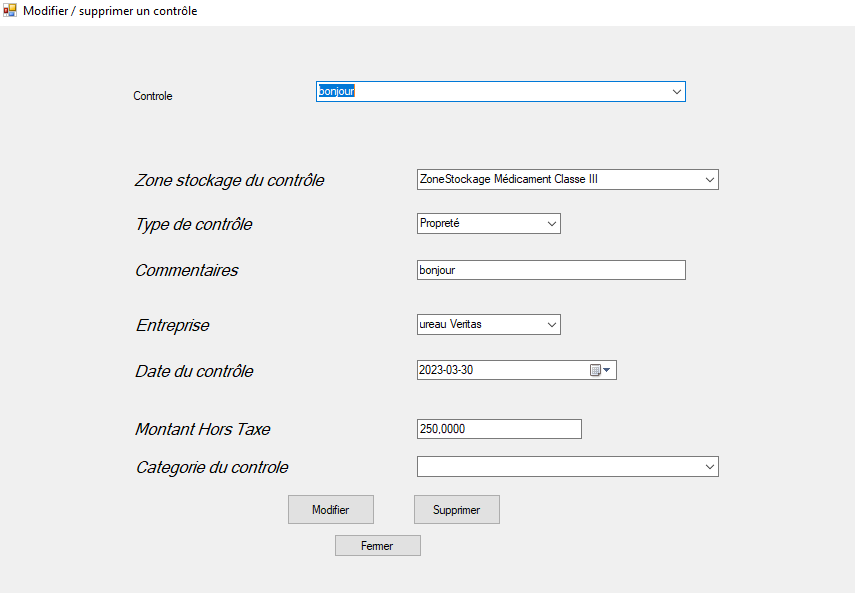 Modifier / supprimer un contrôle
Controle
bonjour
Zone stockage du contrôle
ZoneStockage Médicament Classe III
Type de contrôle
Propreté
Commentaires
bonjour
Entreprise
ureau Veritas
Date du contrôle
2023-03-30
Montant Hors Taxe
250,0000
Categorie du controle
Modifier
Supprimer
Fermer